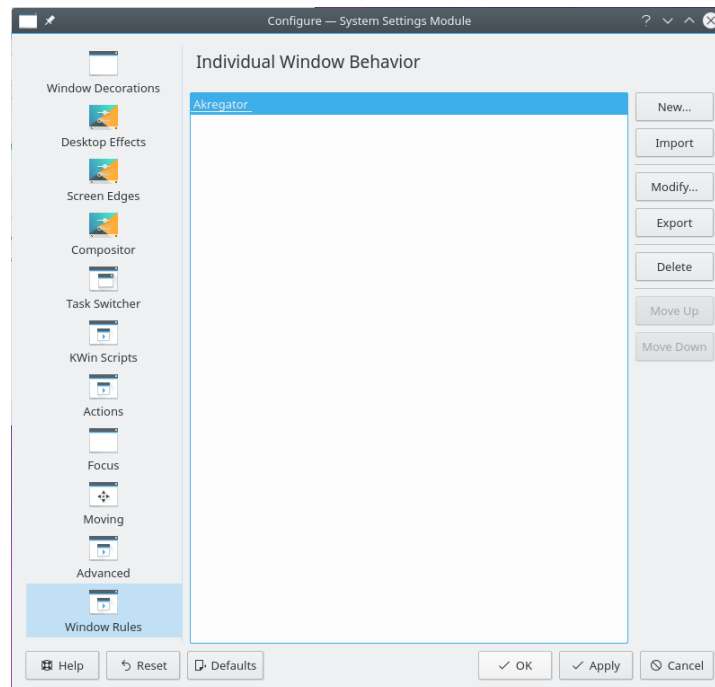 Configure — System Settings Module
?
Window Decorations
Desktop Effects
Screen Edges
Compositor
Task Switcher
KWin Scripts
Actions
Focus
Moving
Advanced
Window Rules
Individual Window Behavior
Akregator
New...
Import
Modify...
Export
Delete
Move Up
Move Down
Help
Reset
Defaults
OK
Apply
Cancel